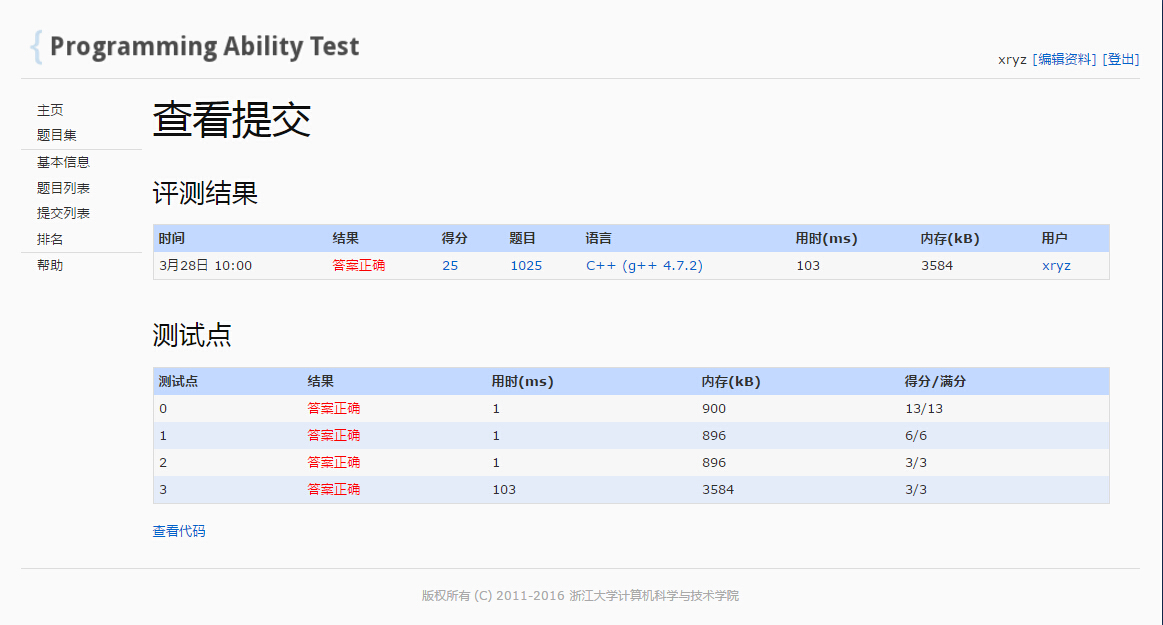 { Programming Ability Test
xryz [编辑资料] [登出]
主页
题目集
基本信息
题目列表
提交列表
排名
帮助
查看提交
评测结果
时间 结果 得分 题目 语言 用时(ms) 内存(kB) 用户
3月28日 10:00 答案正确 25 1025 C++ (g++ 4.7.2) 103 3584 xryz
测试点
测试点 结果 用时(ms) 内存(kB) 得分/满分
0 答案正确 1 900 13/13
1 答案正确 1 896 6/6
2 答案正确 1 896 3/3
3 答案正确 103 3584 3/3
查看代码
版权所有 (C) 2011-2016 浙江大学计算机科学与技术学院